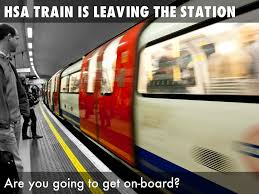 HSA TRAIN IS LEAVING THE STATION
Are you going to get on-board?